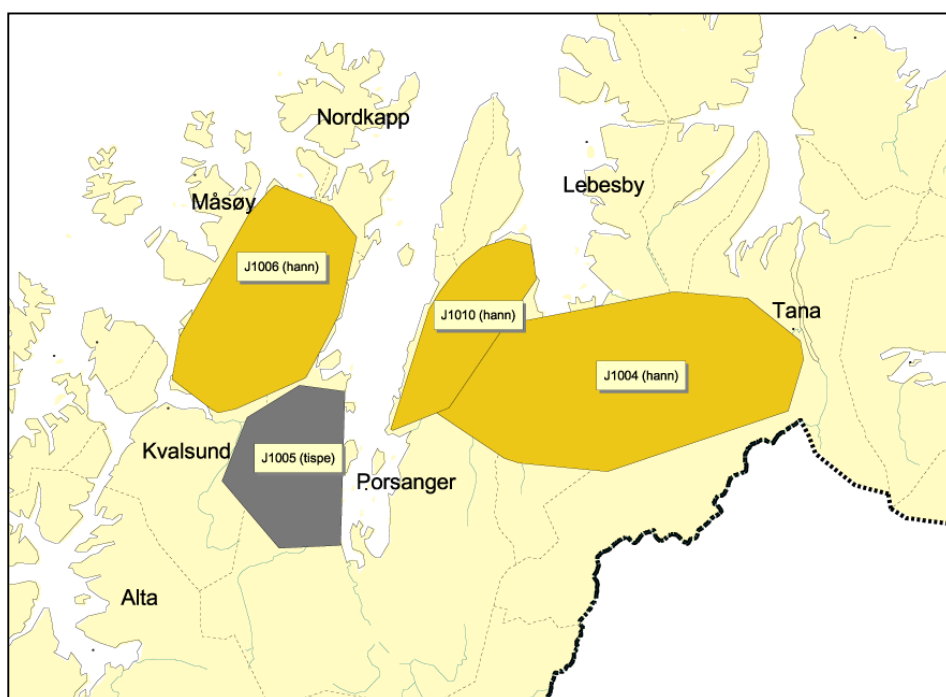 Nordkapp
Lebesby
Måsøy
J1006 (hann)
J1010 (hann)
Tana
J1004 (hann)
Kvalsund
J1005 (tispe)
Porsanger
Alta